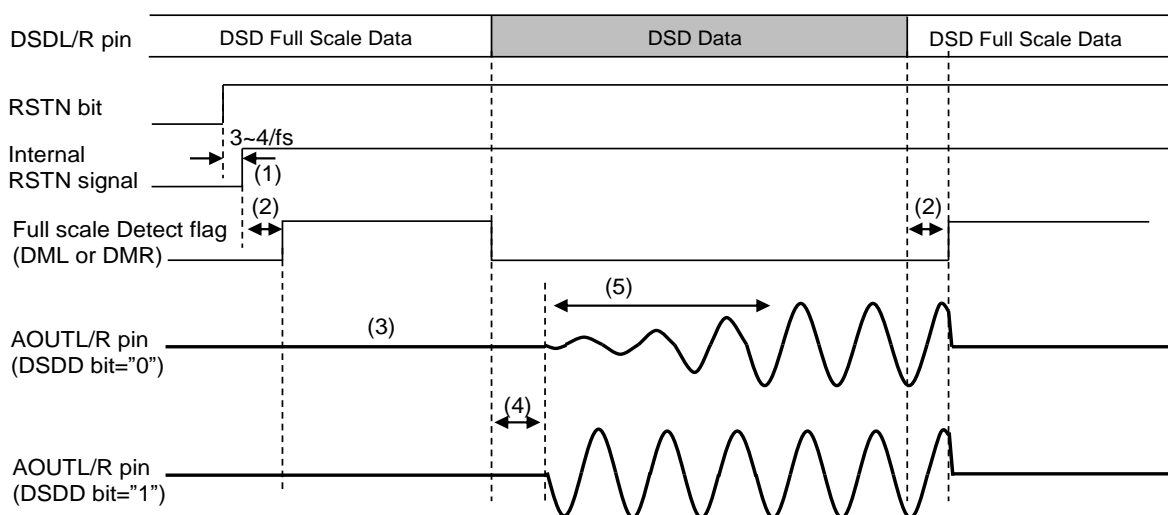 DSDL/R pin
DSD Full Scale Data
DSD Data
DSD Full Scale Data
RSTN bit
3~4/fs
Internal
RSTN signal
(1)
(2)
(2)
Full scale Detect flag
(DML or DMR)
(5)
(3)
AOUTL/R pin
(DSDD bit=”0”)
(4)
AOUTL/R pin
(DSDD bit=”1”)